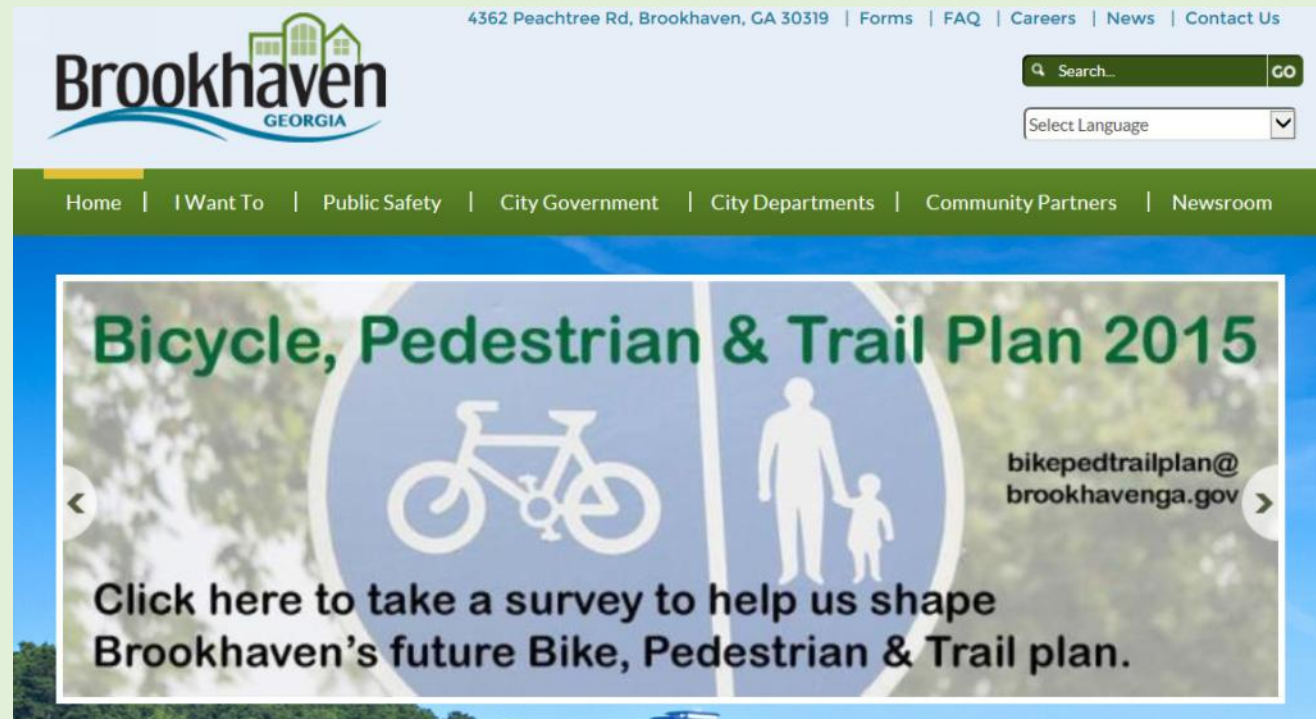 4362 Peachtree Rd, Brookhaven, GA 30319 | Forms | FAQ | Careers | News | Contact Us
Brookhaven
GEORGIA
Search...
GO
Select Language
Home | I Want To | Public Safety | City Government | City Departments | Community Partners | Newsroom
Bicycle, Pedestrian & Trail Plan 2015
bikepedtrailplan@
brookhavenga.gov
Click here to take a survey to help us shape
Brookhaven's future Bike, Pedestrian & Trail plan.